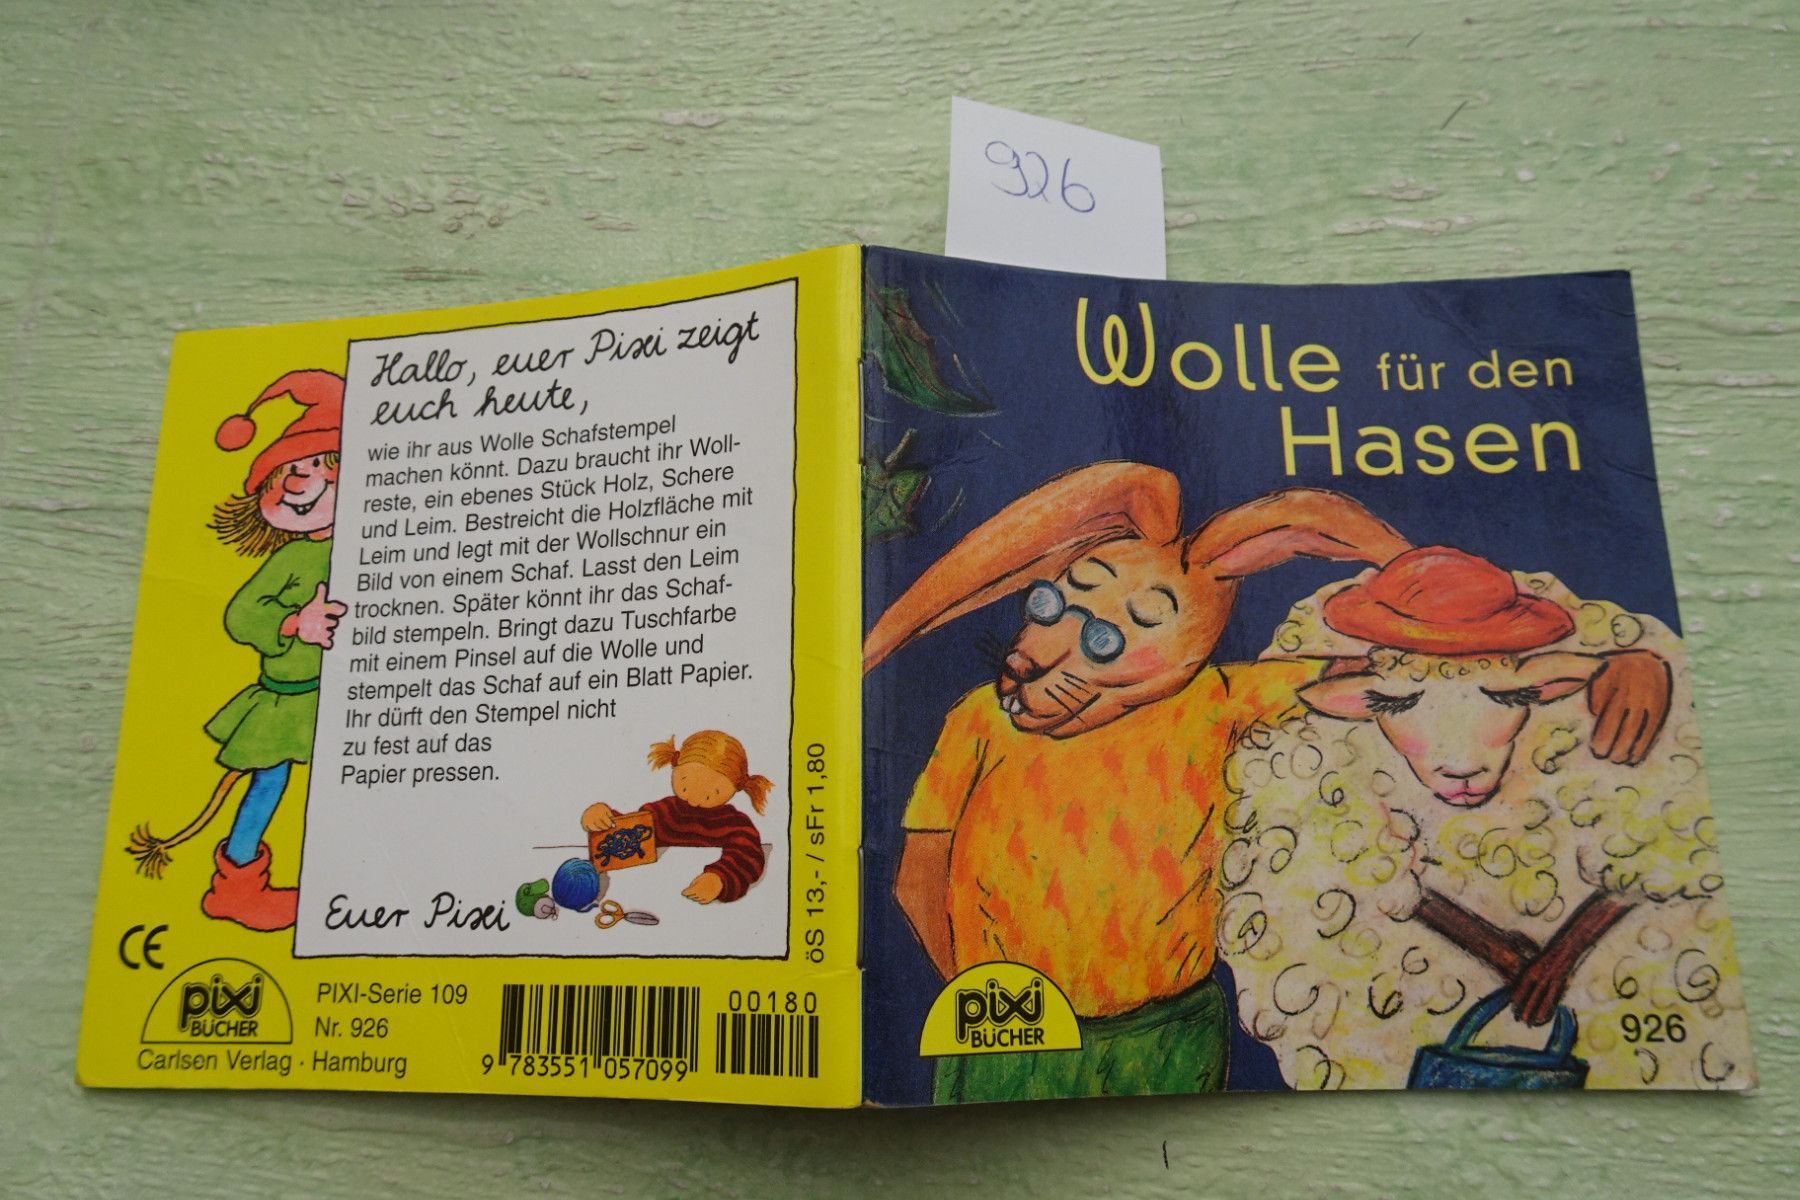 926
Hallo, euer Pixi zeigt
euch heute,
wie ihr aus Wolle Schafstempel
machen könnt. Dazu braucht ihr Woll-
reste, ein ebenes Stück Holz, Schere
und Leim. Bestreicht die Holzfläche mit
Leim und legt mit der Wollschnur ein
Bild von einem Schaf. Lasst den Leim
trocknen. Später könnt ihr das Schaf-
bild stempeln. Bringt dazu Tuschfarbe
mit einem Pinsel auf die Wolle und
stempelt das Schaf auf ein Blatt Papier.
Ihr dürft den Stempel nicht
zu fest auf das
Papier pressen.
Euer Pixi
öS 13,- / sFr 1,80
CE
pixi
BÜCHER
PIXI-Serie 109
Nr. 926
Carlsen Verlag · Hamburg
9 783551 057099
00180
Wolle für den
Hasen
pixi
BÜCHER
926